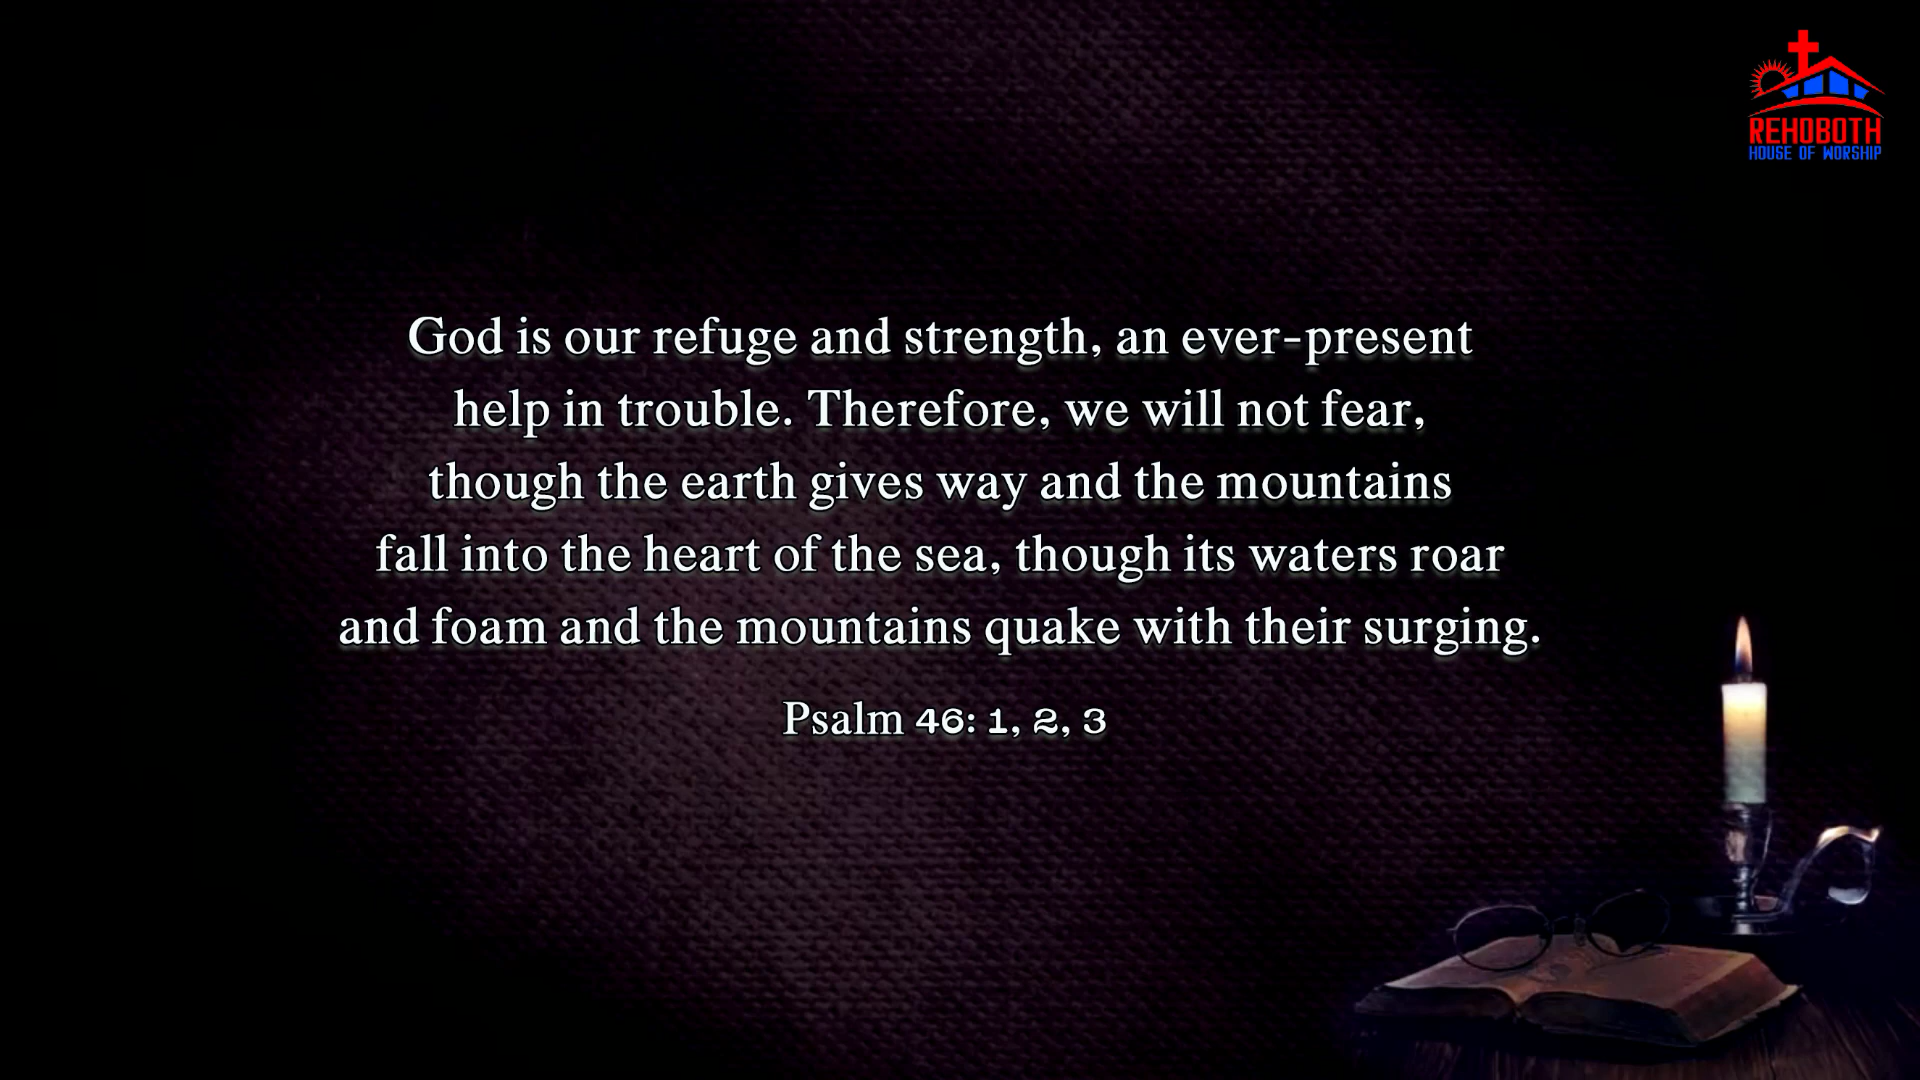 REHOBOTH
HOUSE OF WORSHIP
God is our refuge and strength, an ever-present
help in trouble. Therefore, we will not fear,
though the earth gives way and the mountains
fall into the heart of the sea, though its waters roar
and foam and the mountains quake with their surging.
Psalm 46: 1, 2, 3